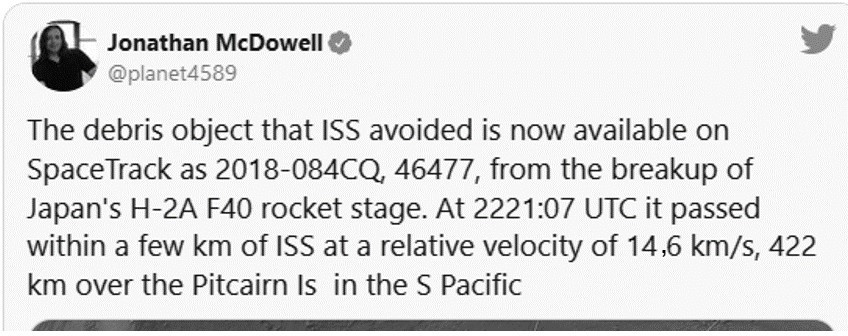 Jonathan McDowell
@planet4589
The debris object that ISS avoided is now available on
SpaceTrack as 2018-084CQ, 46477, from the breakup of
Japan's H-2A F40 rocket stage. At 2221:07 UTC it passed
within a few km of ISS at a relative velocity of 14,6 km/s, 422
km over the Pitcairn Is  in the S Pacific